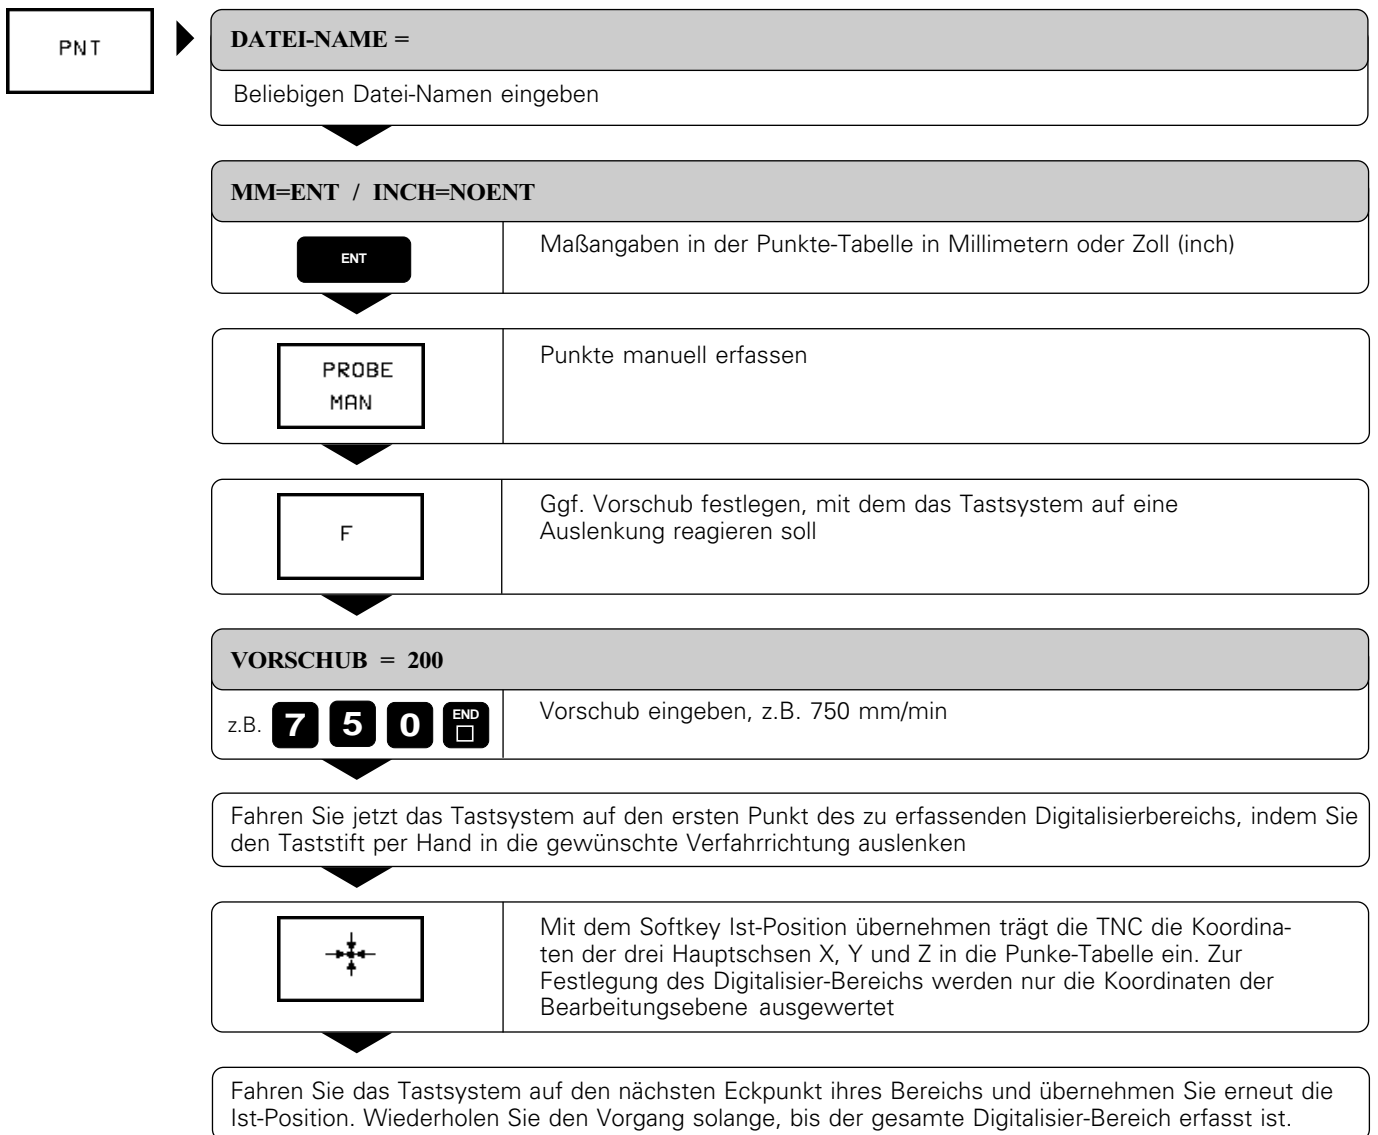 PNT
DATEI-NAME =
Beliebigen Datei-Namen eingeben
MM=ENT / INCH=NOENT
ENT
Maßangaben in der Punkte-Tabelle in Millimetern oder Zoll (inch)
PROBE
MAN
Punkte manuell erfassen
F
Ggf. Vorschub festlegen, mit dem das Tastsystem auf eine
Auslenkung reagieren soll
VORSCHUB = 200
z.B. 7 5 0 END
Vorschub eingeben, z.B. 750 mm/min
Fahren Sie jetzt das Tastsystem auf den ersten Punkt des zu erfassenden Digitalisierbereichs, indem Sie
den Taststift per Hand in die gewünschte Verfahrrichtung auslenken
Mit dem Softkey Ist-Position übernehmen trägt die TNC die Koordina-
ten der drei Hauptschsen X, Y und Z in die Punke-Tabelle ein. Zur
Festlegung des Digitalisier-Bereichs werden nur die Koordinaten der
Bearbeitungsebene ausgewertet
Fahren Sie das Tastsystem auf den nächsten Eckpunkt ihres Bereichs und übernehmen Sie erneut die
Ist-Position. Wiederholen Sie den Vorgang solange, bis der gesamte Digitalisier-Bereich erfasst ist.